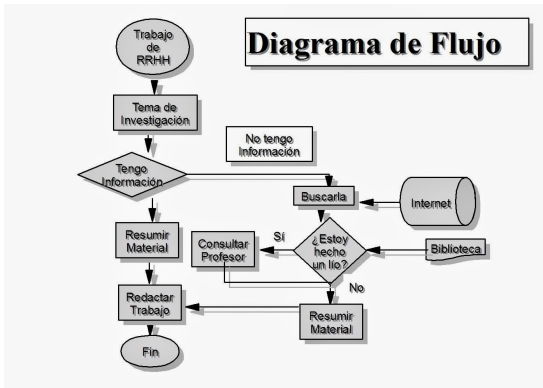 Diagrama de Flujo
Trabajo
de
RRHH
Tema de
Investigación
No tengo
Información
Tengo
Información
Buscarla
Internet
Resumir
Material
Consultar
Profesor
Sí
¿Estoy
hecho
un lío?
Biblioteca
No
Redactar
Trabajo
Resumir
Material
Fin